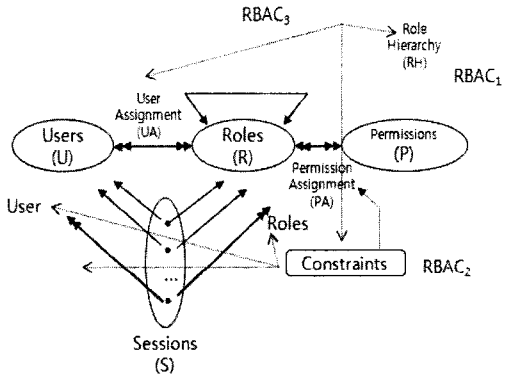 RBAC3
Role
Hierarchy
(RH)
RBAC1
User
Assignment
(UA)
Users
(U)
Roles
(R)
Permissions
(P)
Permission
Assignment
(PA)
User
Roles
...
Constraints
RBAC2
Sessions
(S)